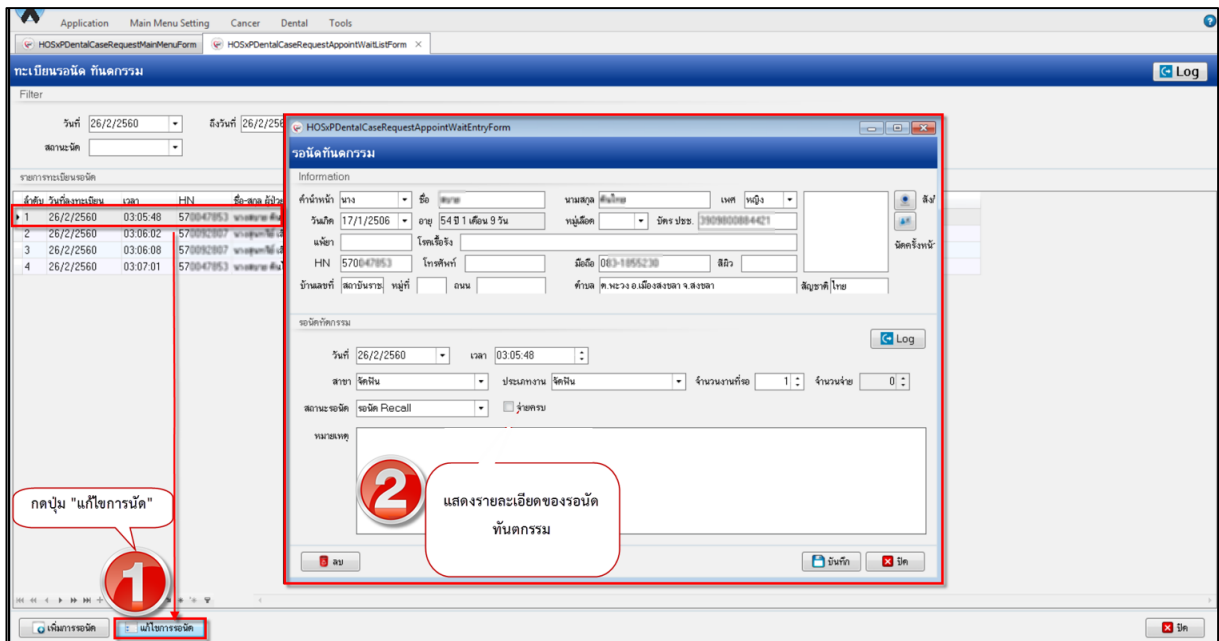 Application Main Menu Setting Cancer Dental Tools
HOSxPDentalCaseRequestMainMenuForm HOSxPDentalCaseRequestAppointWaitListForm
ทะเบียนรอนัด ทันตกรรม Log
Filter
วันที่ 26/2/2560 ถึงวันที่ 26/2/256
สถานะนัด
รายการทะเบียนรอนัด
ลำดับ วันที่ลงทะเบียน เวลา HN ชื่อ-สกุล ผู้ป่วย
1 26/2/2560 03:05:48
2 26/2/2560 03:06:02
3 26/2/2560 03:06:08
4 26/2/2560 03:07:01
HOSxPDentalCaseRequestAppointWaitEntryForm
รอนัดทันตกรรม
Information
คำนำหน้า นาง ชื่อ นามสกุล เพศ หญิง
วันเกิด 17/1/2506 อายุ 54 ปี 1 เดือน 9 วัน หมู่เลือด บัตร ปชช.
แพ้ยา โรคเรื้อรัง นัดครั้งหน้า
HN โทรศัพท์ มือถือ สีผิว
บ้านเลขที่ สถาบันราช หมู่ที่ ถนน ตำบล ต.พะวง อ.เมืองสงขลา จ.สงขลา สัญชาติ ไทย
รอนัดทัตกรรม
Log
วันที่ 26/2/2560 เวลา 03:05:48
สาขา จัดฟัน ประเภทงาน จัดฟัน จำนวนงานที่รอ 1 จำนวนจ่าย 0
สถานะรอนัด รอนัด Recall จ่ายครบ
หมายเหตุ
2
แสดงรายละเอียดของรอนัด
ทันตกรรม
ลบ บันทึก ปิด
กดปุ่ม "แก้ไขการนัด"
1
เพิ่มการรอนัด แก้ไขการรอนัด ปิด